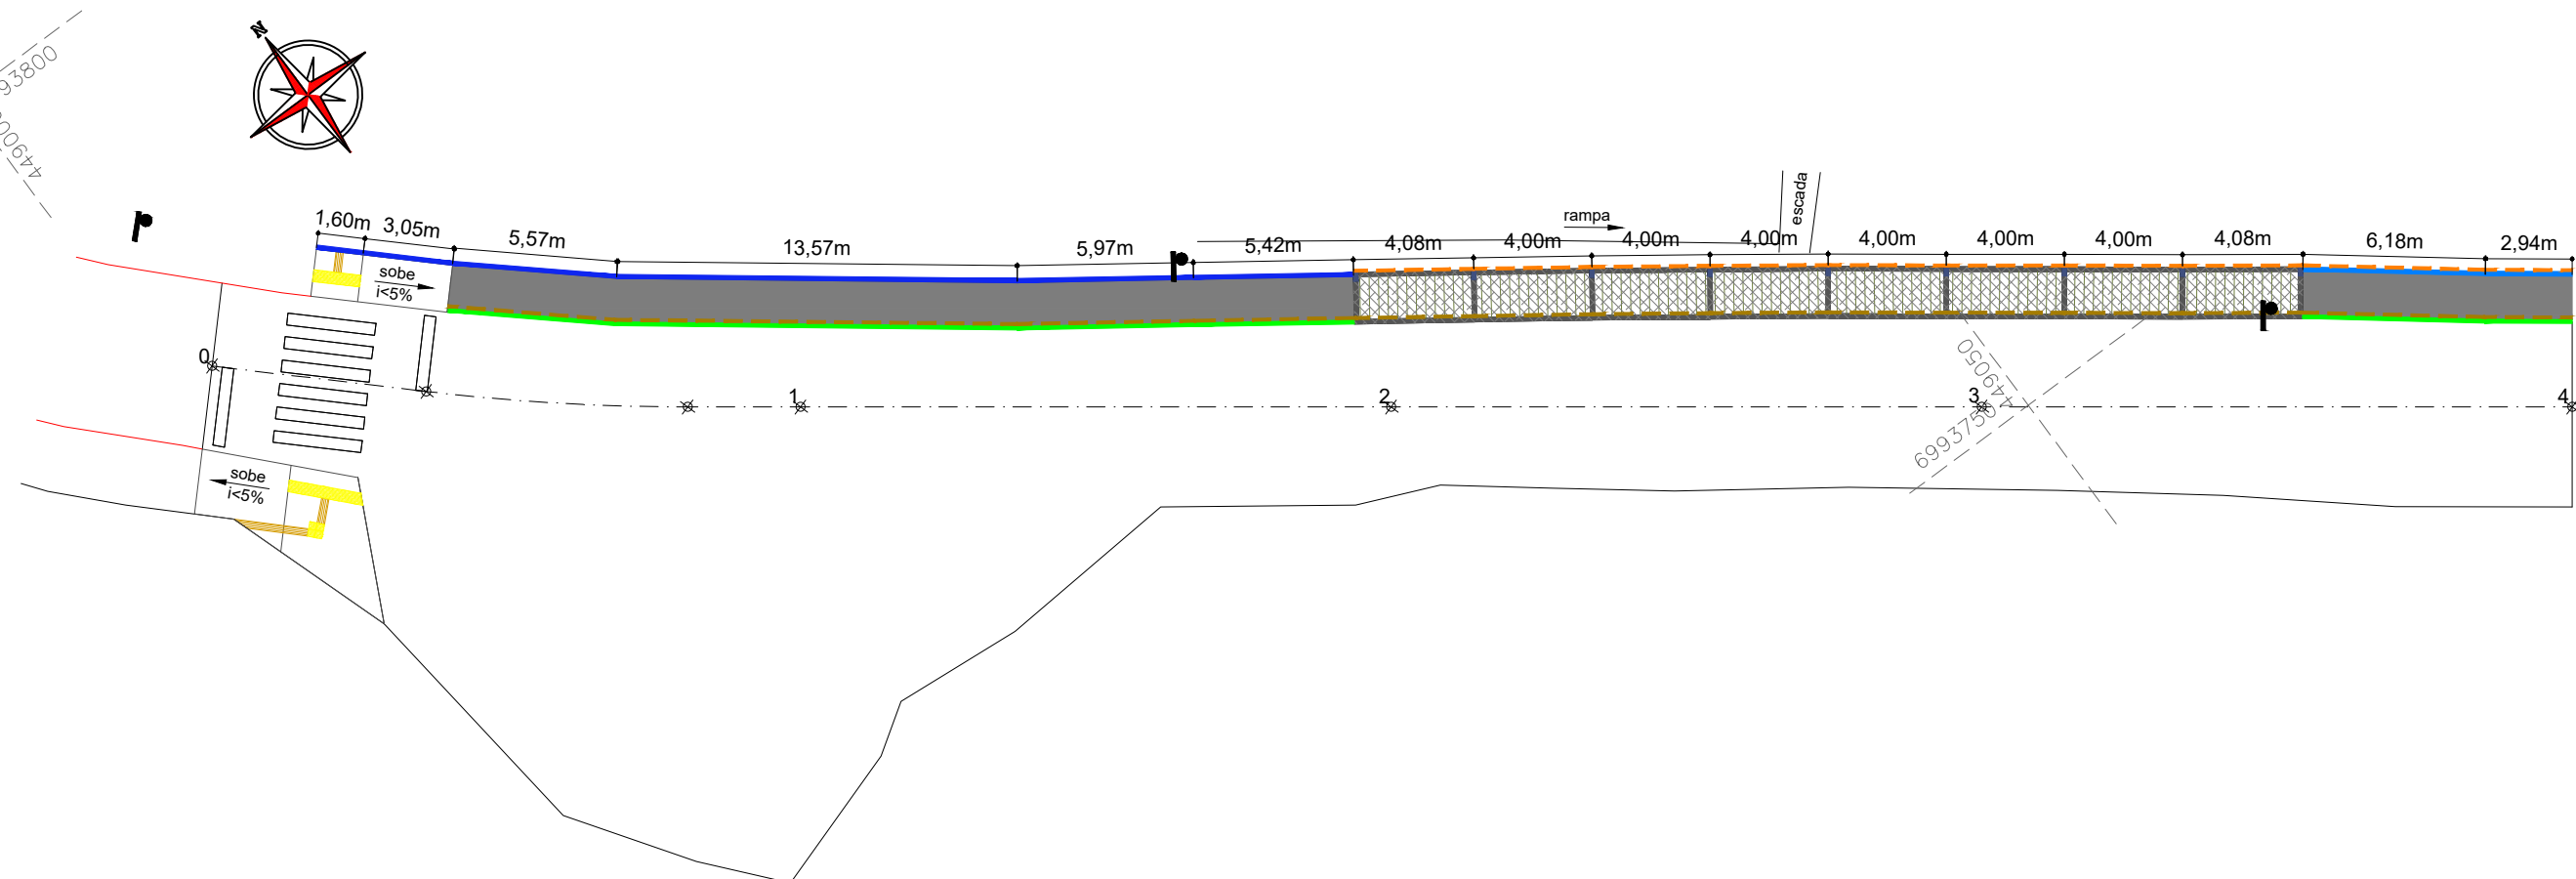 N
93800
4490
1,60m
3,05m
5,57m
13,57m
5,97m
5,42m
4,08m
4,00m
4,00m
4,00m
4,00m
4,00m
4,00m
4,08m
6,18m
2,94m
rampa
escada
sobe
i<5%
0
1
2
3
4
449050
6993750
sobe
i<5%